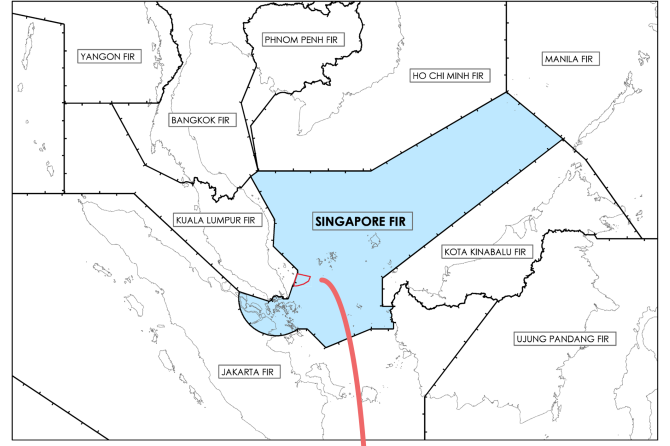 PHNOM PENH FIR
YANGON FIR
MANILA FIR
HO CHI MINH FIR
BANGKOK FIR
KUALA LUMPUR FIR
SINGAPORE FIR
KOTA KINABALU FIR
UJUNG PANDANG FIR
JAKARTA FIR